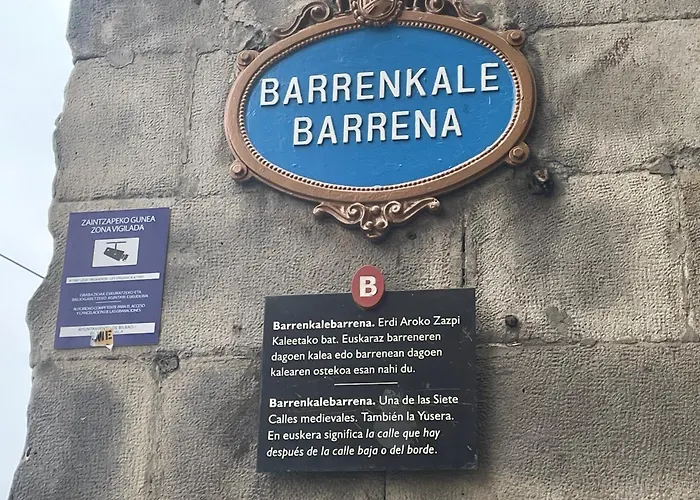 BARRENKALE
BARRENA
ZAINTZAPEKO GUNEA
ZONA VIGILADA
B
Barrenkalebarrena. Erdi Aroko Zazpi
Kaleetako bat. Euskaraz barreneren
dagoen kalea edo barrenean dagoen
kalearen ostekoa esan nahi du.
Barrenkalebarrena. Una de las Siete
Calles medievales. También la Yusera.
En euskera significa la calle que hay
después de la calle baja o del borde.